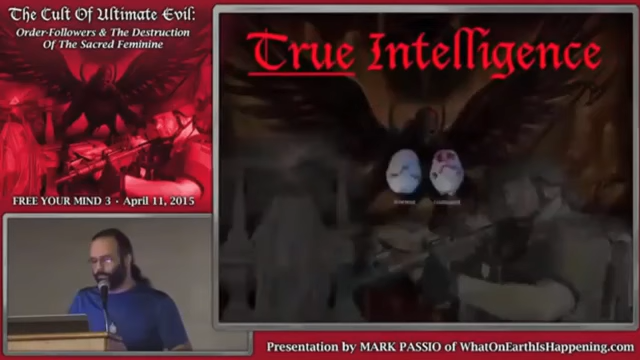 The Cult Of Ultimate Evil:
Order-Followers & The Destruction
Of The Sacred Feminine
FREE YOUR MIND 3 · April 11, 2015
True Intelligence
Presentation by MARK PASSIO of WhatOnEarthIsHappening.com